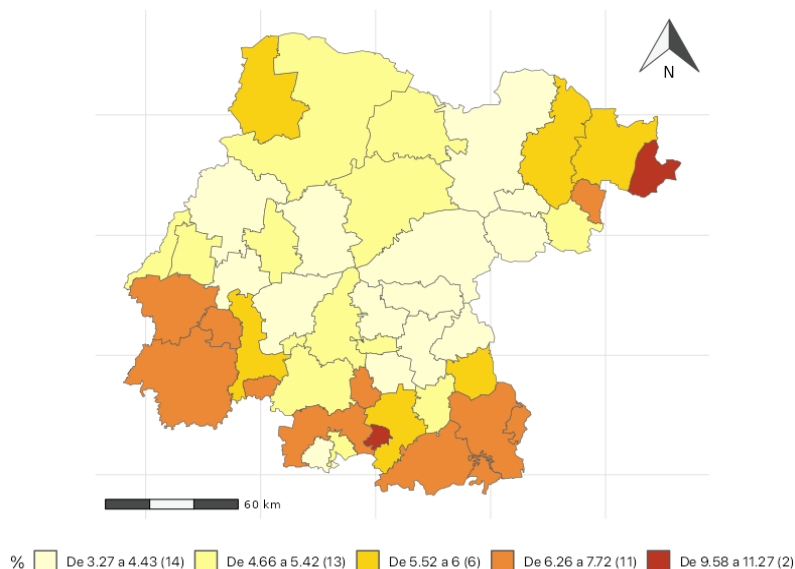 N
60 km
% De 3.27 a 4.43 (14) De 4.66 a 5.42 (13) De 5.52 a 6 (6) De 6.26 a 7.72 (11) De 9.58 a 11.27 (2)